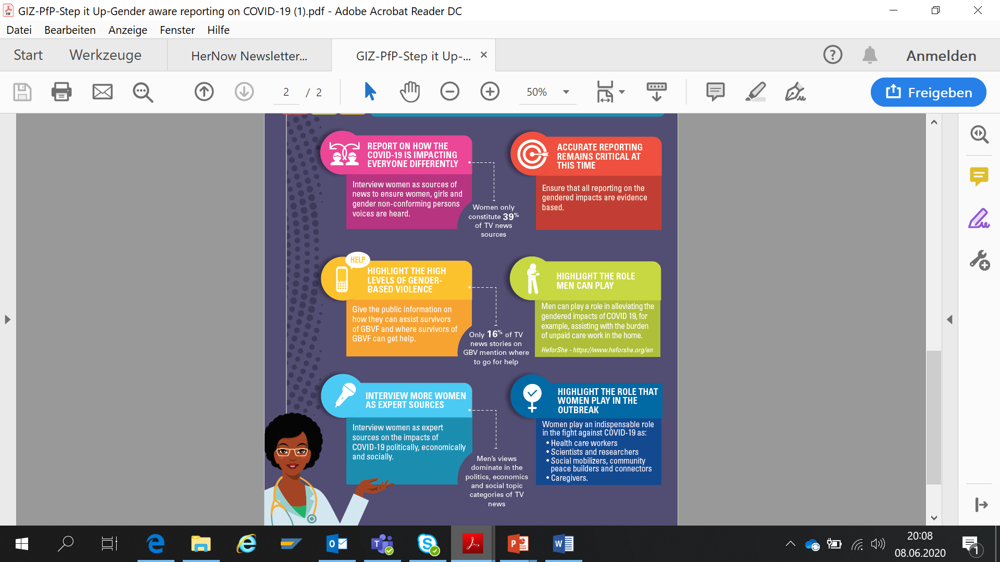 GIZ-PfP-Step it Up-Gender aware reporting on COVID-19 (1).pdf - Adobe Acrobat Reader DC
Datei Bearbeiten Anzeige Fenster Hilfe
Start Werkzeuge HerNow Newsletter... GIZ-PfP-Step it Up-... Anmelden
2 / 2 50% Freigeben
REPORT ON HOW THE
COVID-19 IS IMPACTING
EVERYONE DIFFERENTLY
Interview women as sources of
news to ensure women, girls and
gender non-conforming persons
voices are heard.
Women only
constitute 39%
of TV news
sources
ACCURATE REPORTING
REMAINS CRITICAL AT
THIS TIME
Ensure that all reporting on the
gendered impacts are evidence
based.
HELP
HIGHLIGHT THE HIGH
LEVELS OF GENDER-
BASED VIOLENCE
Give the public information on
how they can assist survivors
of GBVF and where survivors of
GBVF can get help.
Only 16% of TV
news stories on
GBV mention where
to go for help
HIGHLIGHT THE ROLE
MEN CAN PLAY
Men can play a role in alleviating the
gendered impacts of COVID 19, for
example, assisting with the burden
of unpaid care work in the home.
HeforShe - https://www.heforshe.org/en
INTERVIEW MORE WOMEN
AS EXPERT SOURCES
Interview women as expert
sources on the impacts of
COVID-19 politically, economically
and socially.
Men's views
dominate in the
politics, economics
and social topic
categories of TV
news
HIGHLIGHT THE ROLE THAT
WOMEN PLAY IN THE
OUTBREAK
Women play an indispensable role
in the fight against COVID-19 as:
• Health care workers
• Scientists and researchers
• Social mobilizers, community
peace builders and connectors
• Caregivers.
20:08
08.06.2020
1